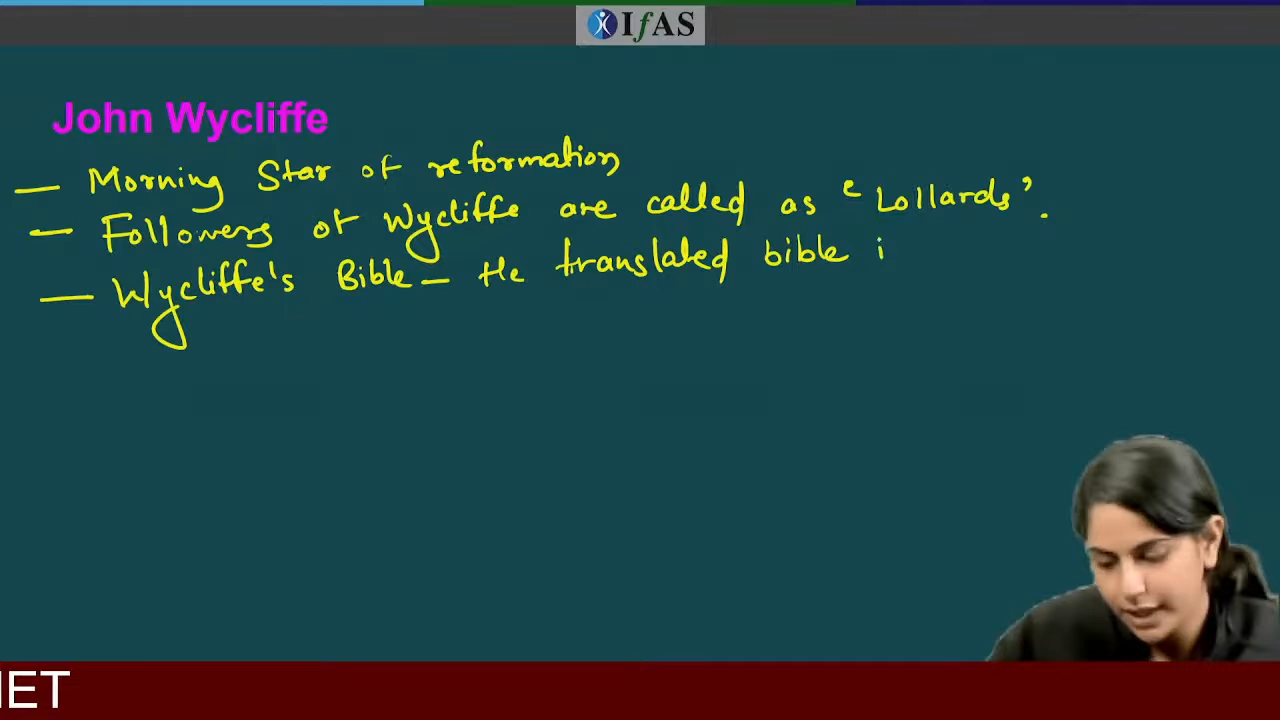 IfAS
John Wycliffe
— Morning Star of reformation
— Followers of Wycliffe are called as ‘Lollards’.
— Wycliffe's Bible – He translated bible i
NET